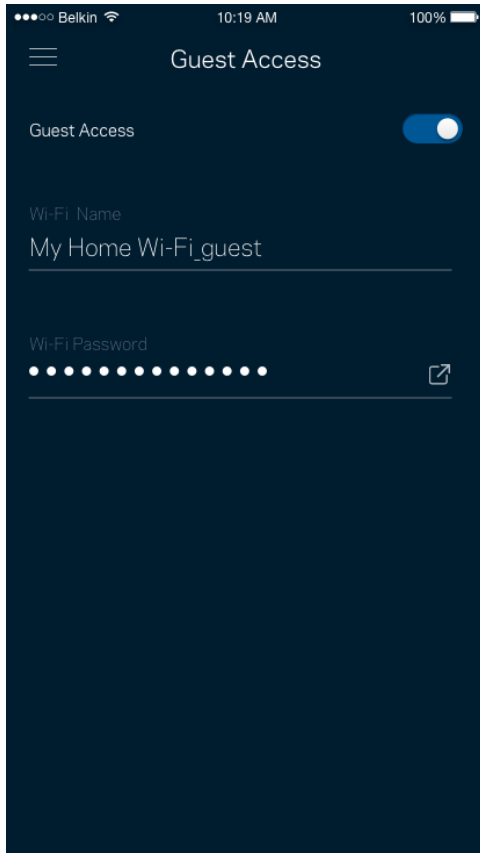 Belkin 10:19 AM 100%
Guest Access
Guest Access
Wi-Fi Name
My Home Wi-Fi_guest
Wi-Fi Password
••••••••••••••